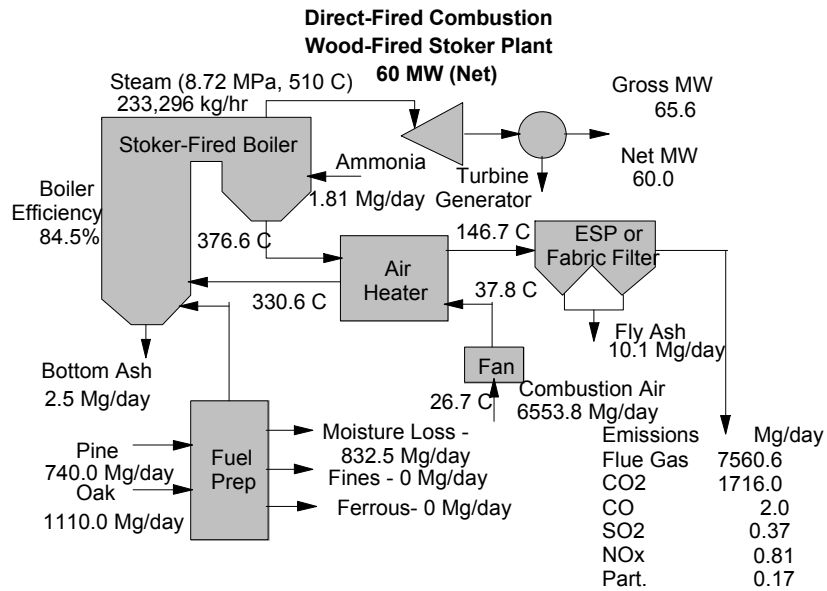 Direct-Fired Combustion
Wood-Fired Stoker Plant
60 MW (Net)
Steam (8.72 MPa, 510 C)
233,296 kg/hr
Gross MW
65.6
Stoker-Fired Boiler
Net MW
60.0
Ammonia
1.81 Mg/day
Turbine
Generator
Boiler
Efficiency
84.5%
376.6 C
146.7 C
ESP or
Fabric Filter
Air
Heater
330.6 C
37.8 C
Fly Ash
10.1 Mg/day
Fan
Bottom Ash
2.5 Mg/day
26.7 C
Combustion Air
6553.8 Mg/day
Pine
740.0 Mg/day
Oak
1110.0 Mg/day
Fuel
Prep
Moisture Loss -
832.5 Mg/day
Fines - 0 Mg/day
Ferrous- 0 Mg/day
Emissions Mg/day
Flue Gas 7560.6
CO2 1716.0
CO 2.0
SO2 0.37
NOx 0.81
Part. 0.17